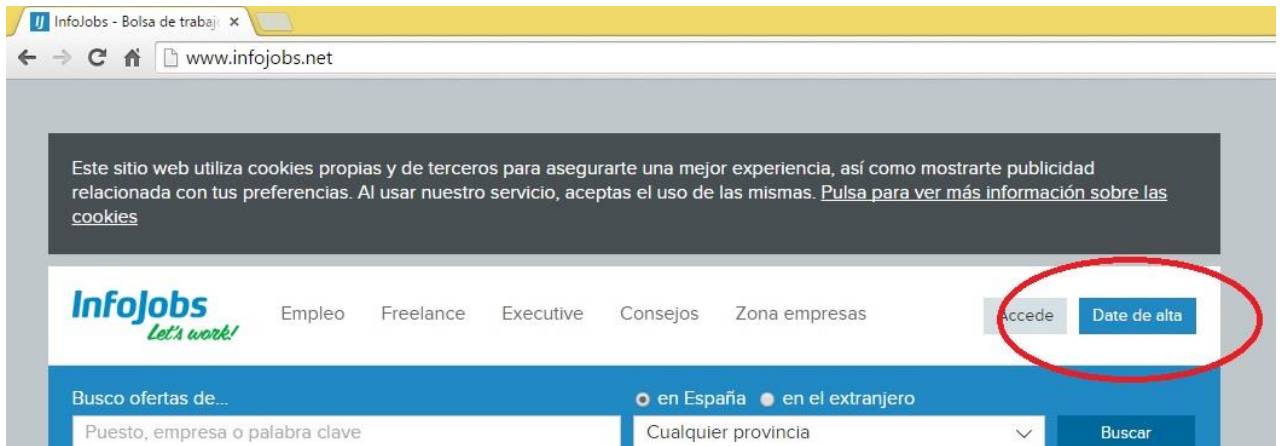 InfoJobs - Bolsa de trabajo
www.infojobs.net
Este sitio web utiliza cookies propias y de terceros para asegurarte una mejor experiencia, así como mostrarte publicidad
relacionada con tus preferencias. Al usar nuestro servicio, aceptas el uso de las mismas. Pulsa para ver más información sobre las
cookies
InfoJobs
Let's work!
Empleo Freelance Executive Consejos Zona empresas Accede Date de alta
Busco ofertas de... en España en el extranjero
Puesto, empresa o palabra clave Cualquier provincia Buscar